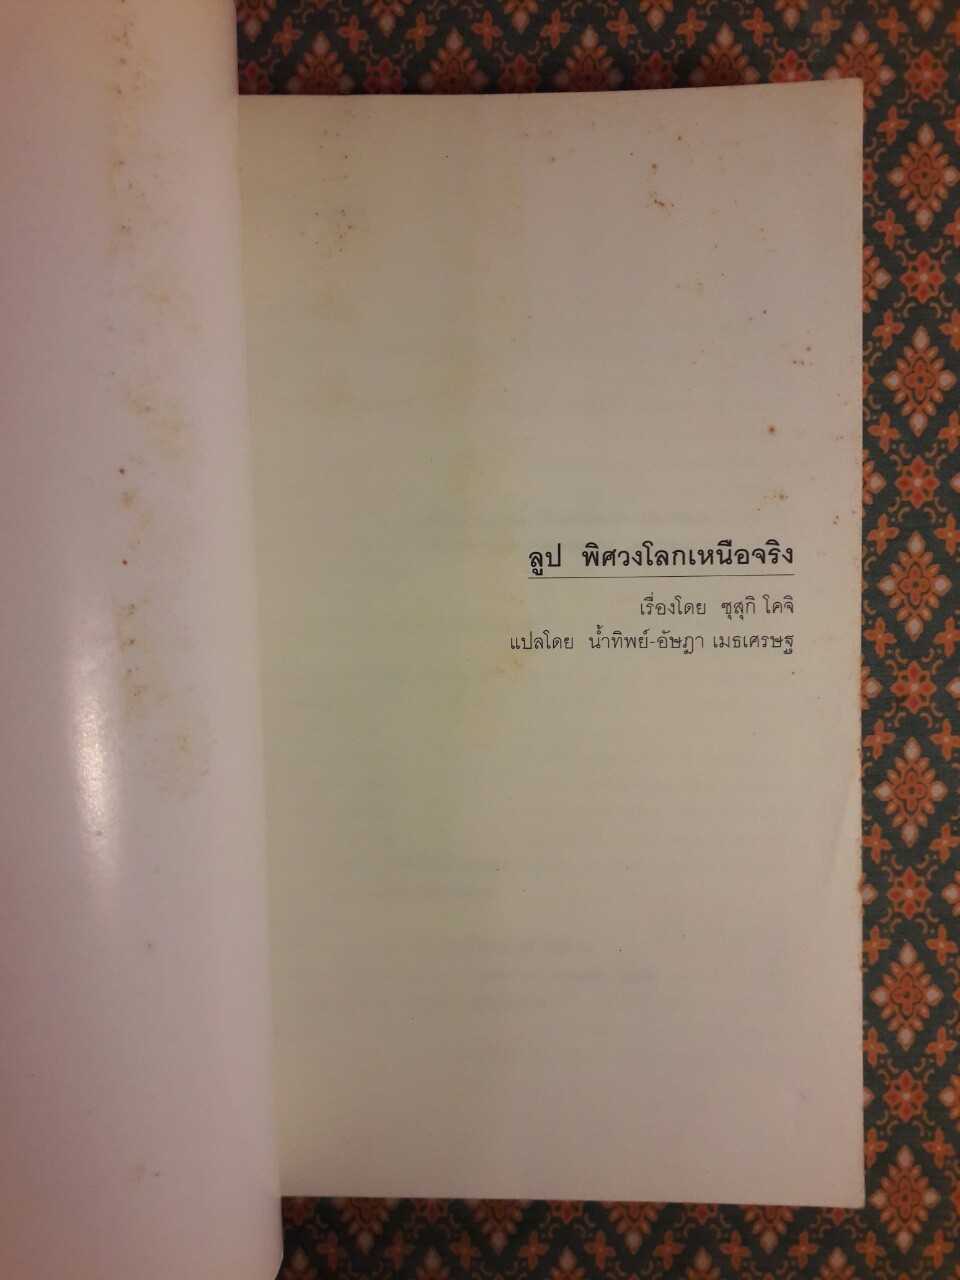 ลูป พิศวงโลกเหนือจริง
เรื่องโดย ซุสุกิ โคจิ
แปลโดย น้ำทิพย์-อัษฎา เมธเศรษฐ